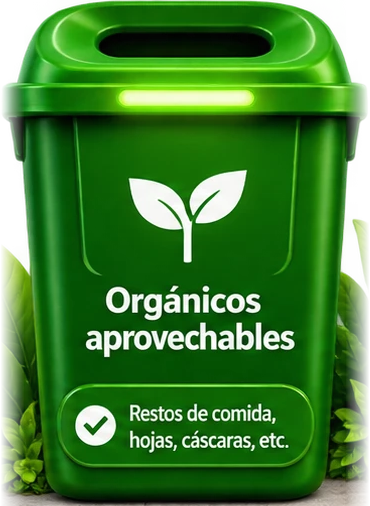 Orgánicos
aprovechables
Restos de comida,
hojas, cáscaras, etc.